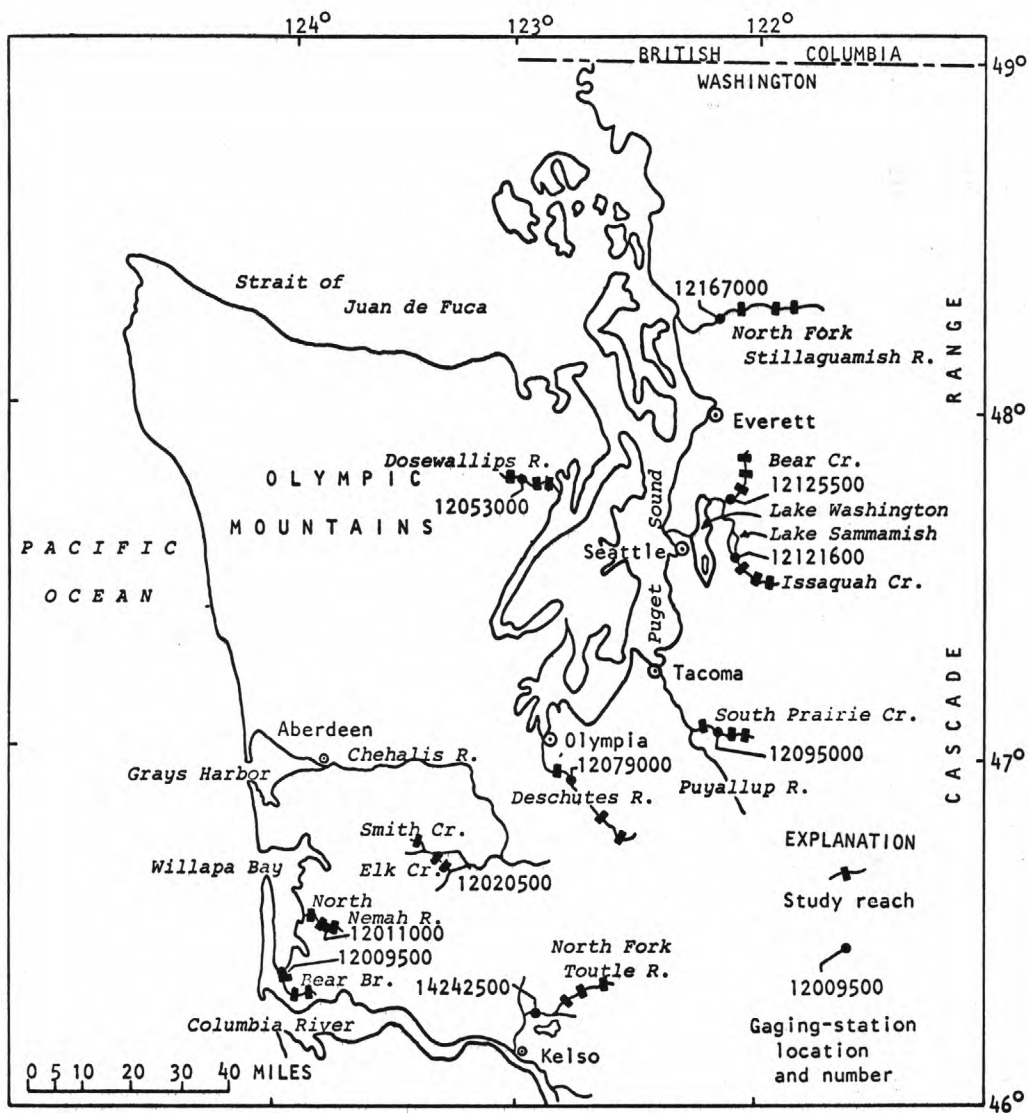 124° 123° 122°
BRITISH COLUMBIA
49°
WASHINGTON
Strait of
Juan de Fuca
12167000
North Fork
Stillaguamish R.
RANGE
48°
Everett
Dosewallips R.
12053000
OLYMPIC
MOUNTAINS
Bear Cr.
12125500
Lake Washington
Lake Sammamish
12121600
Issaquah Cr.
Seattle
Puget Sound
PACIFIC
OCEAN
Tacoma
South Prairie Cr.
12095000
Puyallup R.
CASCADE
Aberdeen
Chehalis R.
Grays Harbor
Olympia
12079000
Deschutes R.
47°
Smith Cr.
Elk Cr.
12020500
Willapa Bay
North
Nemah R.
12011000
12009500
Bear Br.
North Fork
Toutle R.
14242500
Columbia River
Kelso
EXPLANATION
Study reach
12009500
Gaging-station
location
and number
0 5 10 20 30 40 MILES
46°